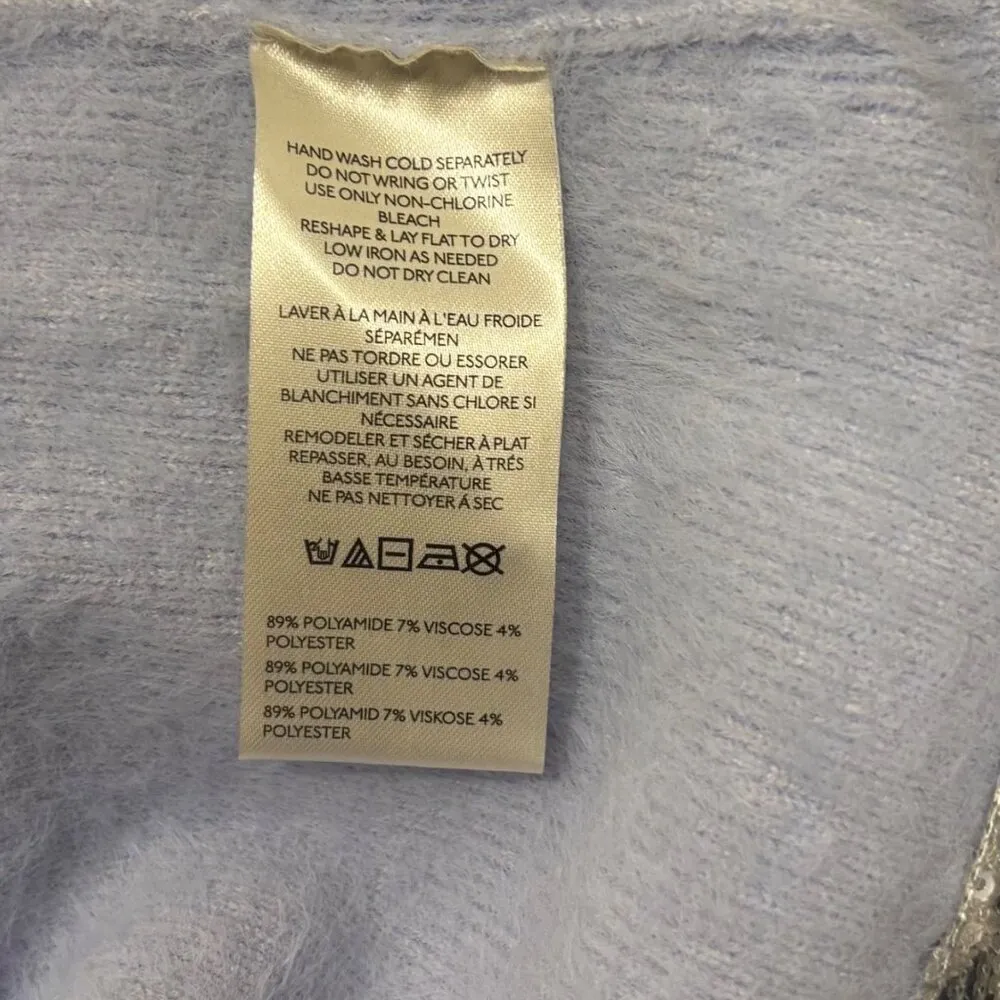 HAND WASH COLD SEPARATELY
DO NOT WRING OR TWIST
USE ONLY NON-CHLORINE
BLEACH
RESHAPE & LAY FLAT TO DRY
LOW IRON AS NEEDED
DO NOT DRY CLEAN
LAVER À LA MAIN À L'EAU FROIDE
SÉPARÉMEN
NE PAS TORDRE OU ESSORER
UTILISER UN AGENT DE
BLANCHIMENT SANS CHLORE SI
NÉCESSAIRE
REMODELER ET SÉCHER À PLAT
REPASSER, AU BESOIN, À TRÉS
BASSE TEMPÉRATURE
NE PAS NETTOYER Á SEC
89% POLYAMIDE 7% VISCOSE 4%
POLYESTER
89% POLYAMIDE 7% VISCOSE 4%
POLYESTER
89% POLYAMID 7% VISKOSE 4%
POLYESTER